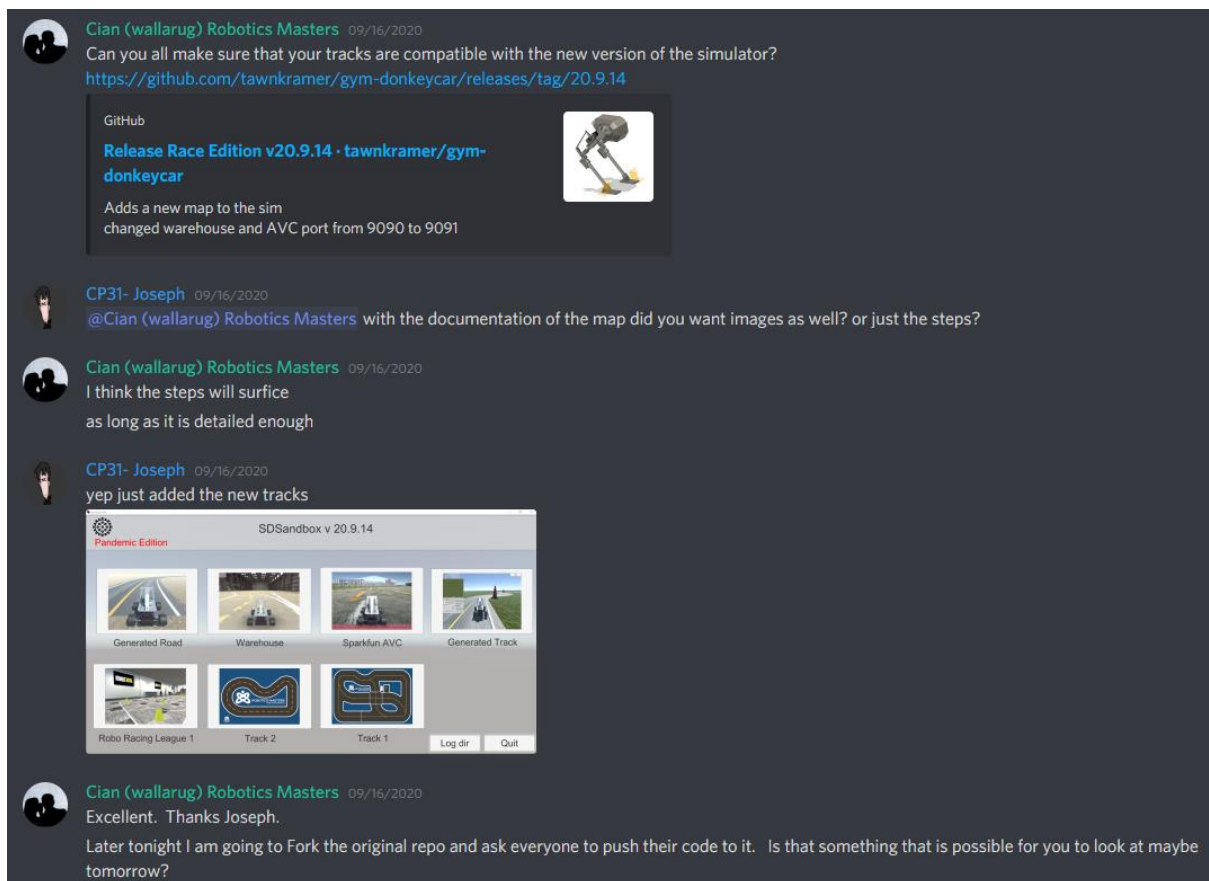 Cian (wallarug) Robotics Masters 09/16/2020
Can you all make sure that your tracks are compatible with the new version of the simulator?
https://github.com/tawnkramer/gym-donkeycar/releases/tag/20.9.14
GitHub
Release Race Edition v20.9.14 · tawnkramer/gym-
donkeycar
Adds a new map to the sim
changed warehouse and AVC port from 9090 to 9091
CP31- Joseph 09/16/2020
@Cian (wallarug) Robotics Masters with the documentation of the map did you want images as well? or just the steps?
Cian (wallarug) Robotics Masters 09/16/2020
I think the steps will surfice
as long as it is detailed enough
CP31- Joseph 09/16/2020
yep just added the new tracks
SDSandbox v 20.9.14
Pandemic Edition
Generated Road Warehouse Sparkfun AVC Generated Track
Robo Racing League 1 Track 2 Track 1 Log dir Quit
Cian (wallarug) Robotics Masters 09/16/2020
Excellent. Thanks Joseph.
Later tonight I am going to Fork the original repo and ask everyone to push their code to it. Is that something that is possible for you to look at maybe
tomorrow?